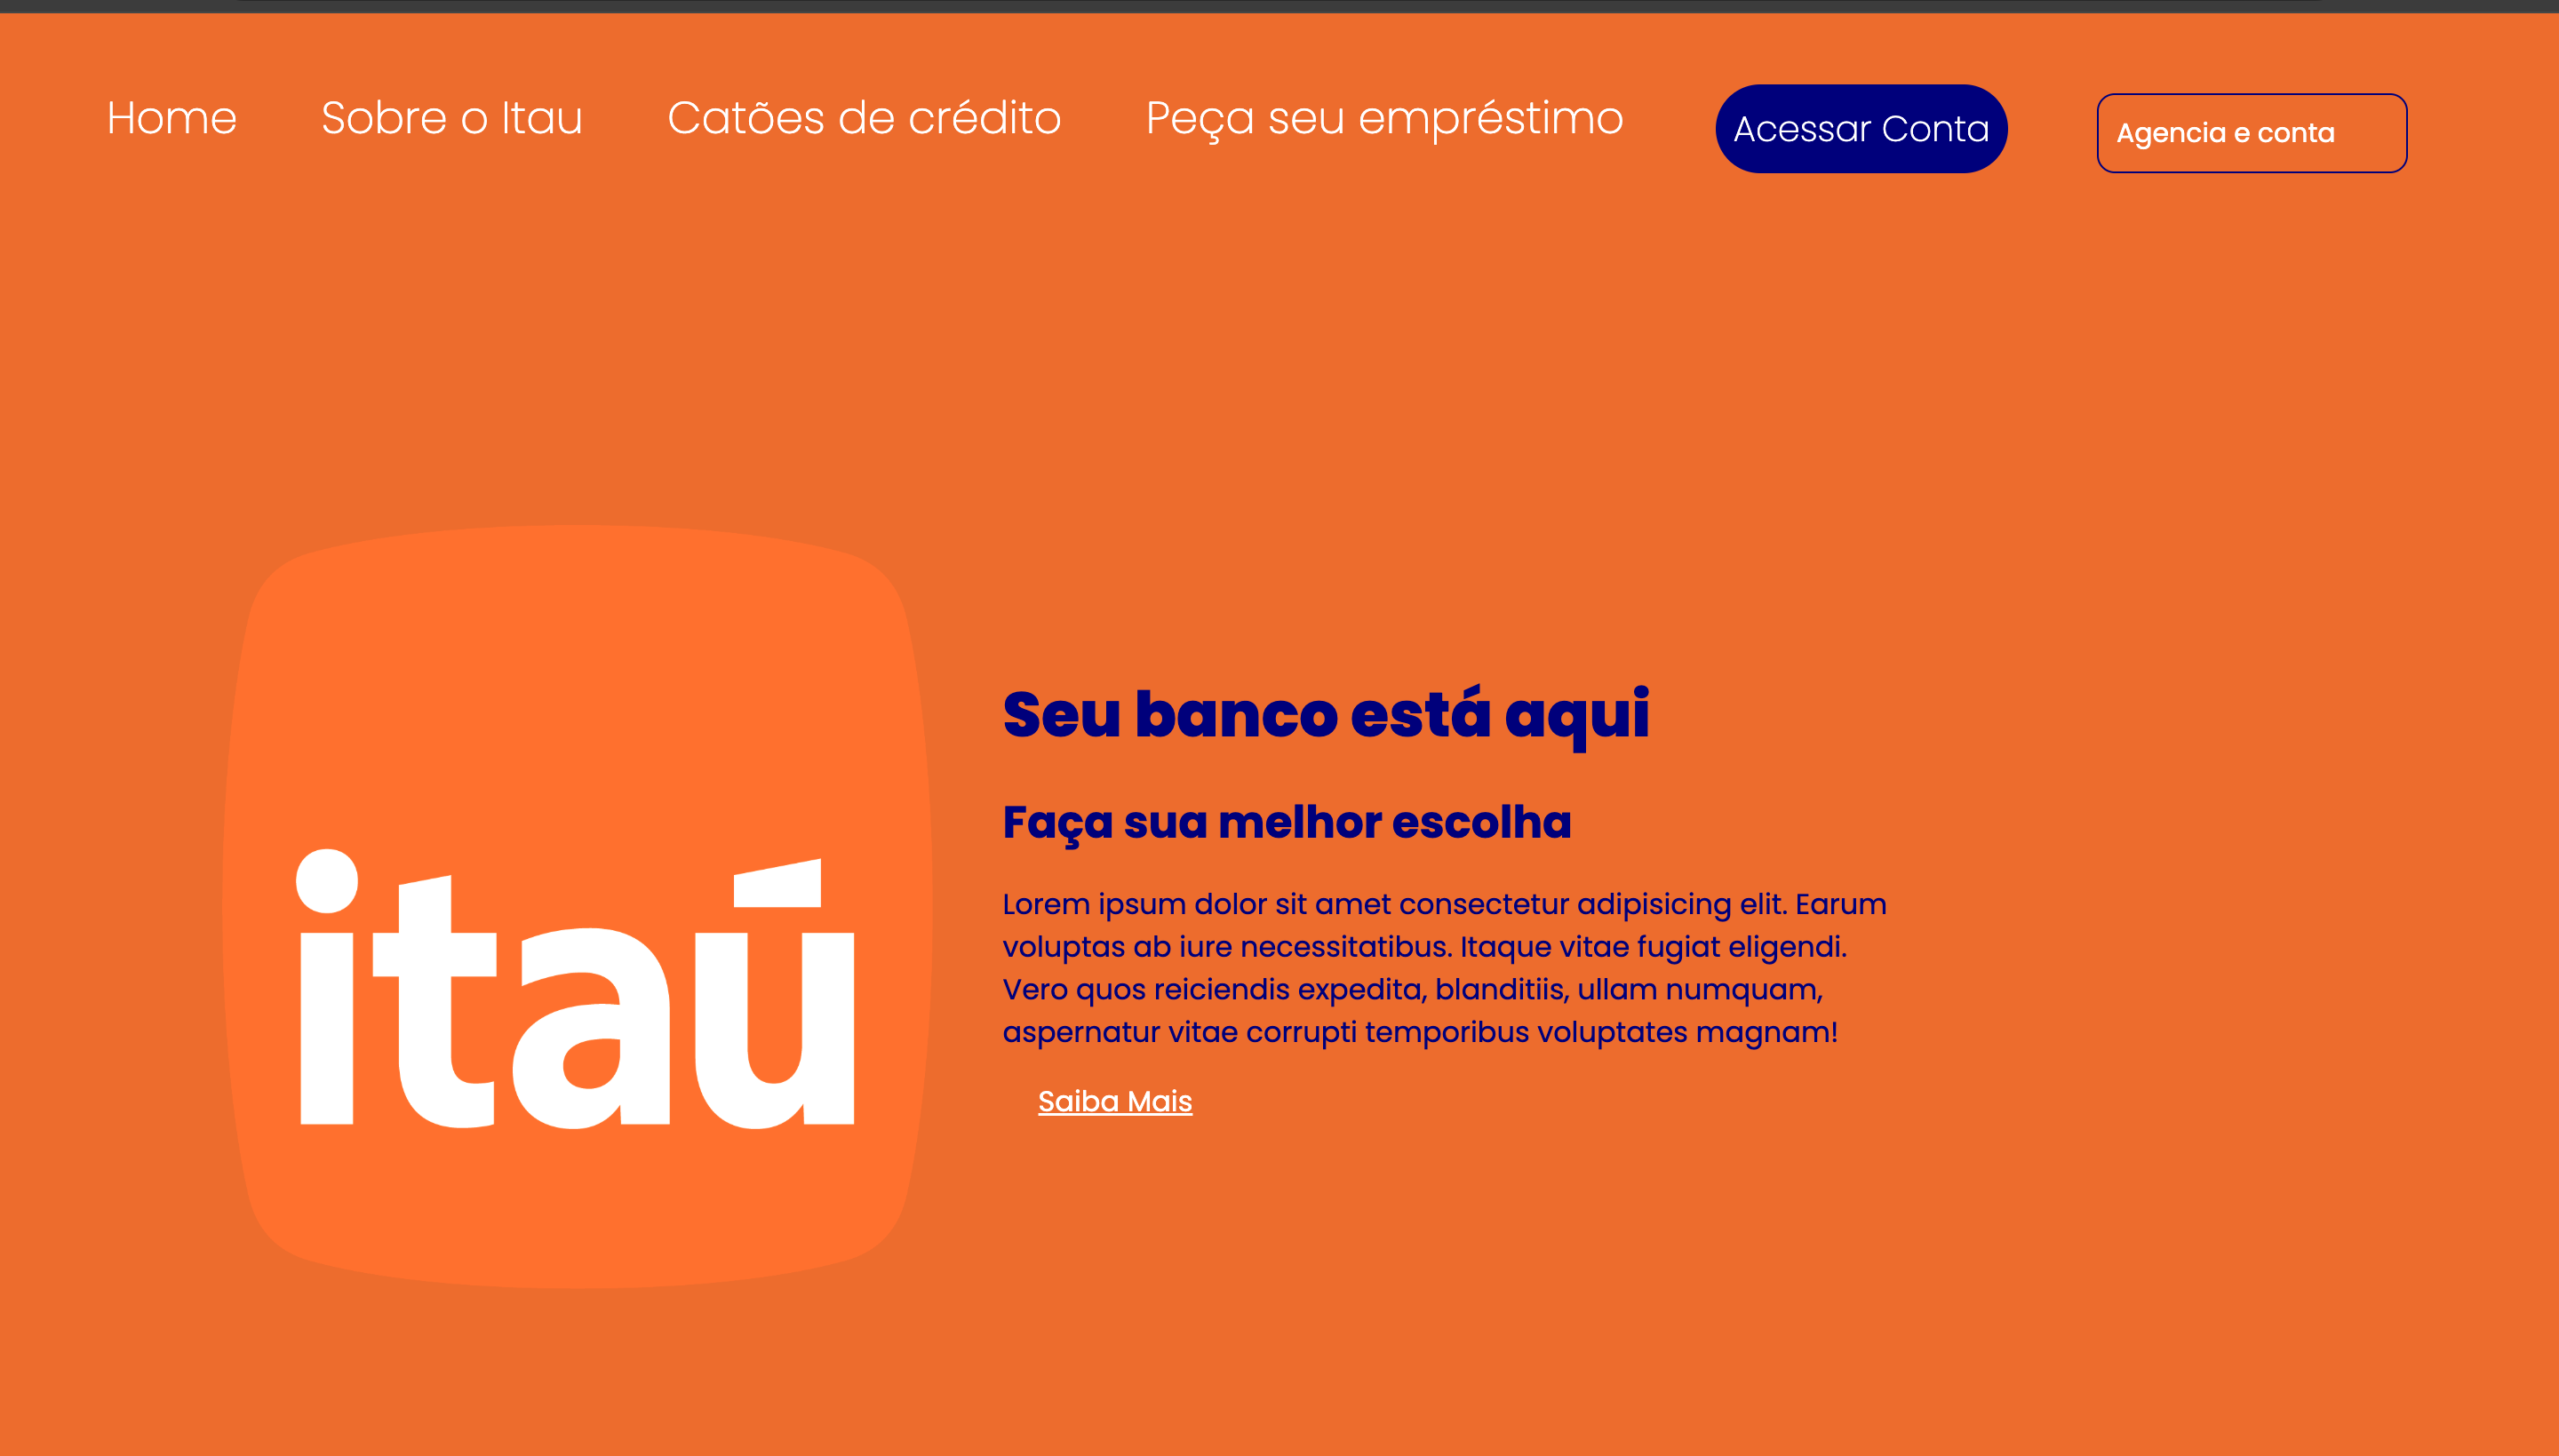 Home
Sobre o Itau
Catões de crédito
Peça seu empréstimo
Acessar Conta
Agencia e conta
itaú
Seu banco está aqui
Faça sua melhor escolha
Lorem ipsum dolor sit amet consectetur adipisicing elit. Earum
voluptas ab iure necessitatibus. Itaque vitae fugiat eligendi.
Vero quos reiciendis expedita, blanditiis, ullam numquam,
aspernatur vitae corrupti temporibus voluptates magnam!
Saiba Mais